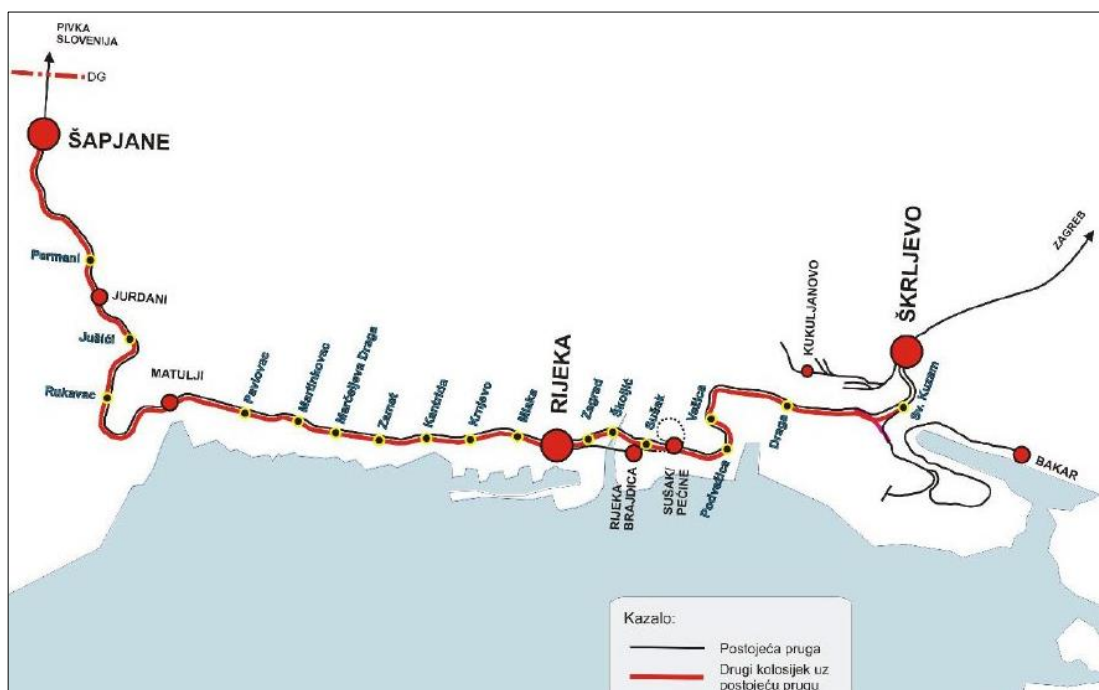 PIVKA
SLOVENIJA
DG
ŠAPJANE
Permani
JURDANI
Jušići
Rukavac
MATULJI
Pavlovac
Martinkovac
Marčeljeva Draga
Zamet
Kantrida
Krnjevo
Mlaka
RIJEKA
Zagrad
Školjić
RIJEKA
BRAJDICA
Sušak
SUŠAK/
PEĆINE
Vežica
Podvežica
Draga
KUKULJANOVO
ŠKRLJEVO
Sv. Kuzam
ZAGREB
BAKAR
Kazalo:
Postojeća pruga
Drugi kolosijek uz
postojeću prugu